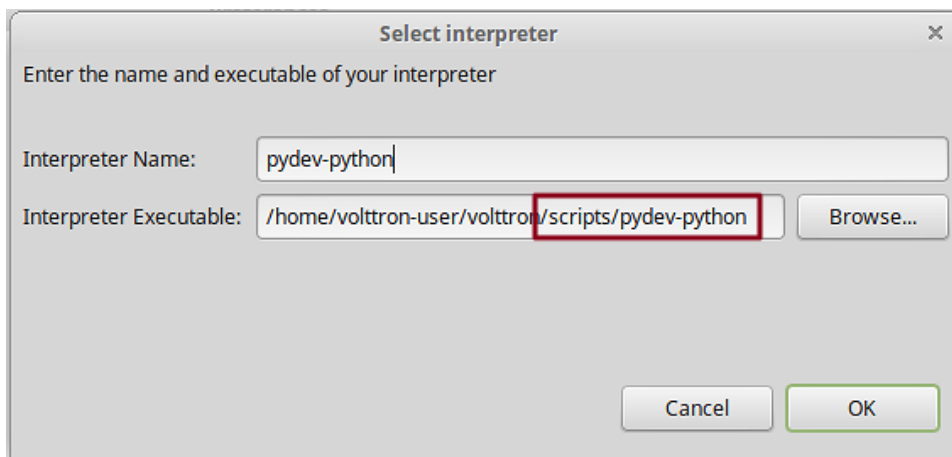 Select interpreter
Enter the name and executable of your interpreter
Interpreter Name: pydev-python
Interpreter Executable: /home/volttron-user/volttron/scripts/pydev-python Browse...
Cancel OK